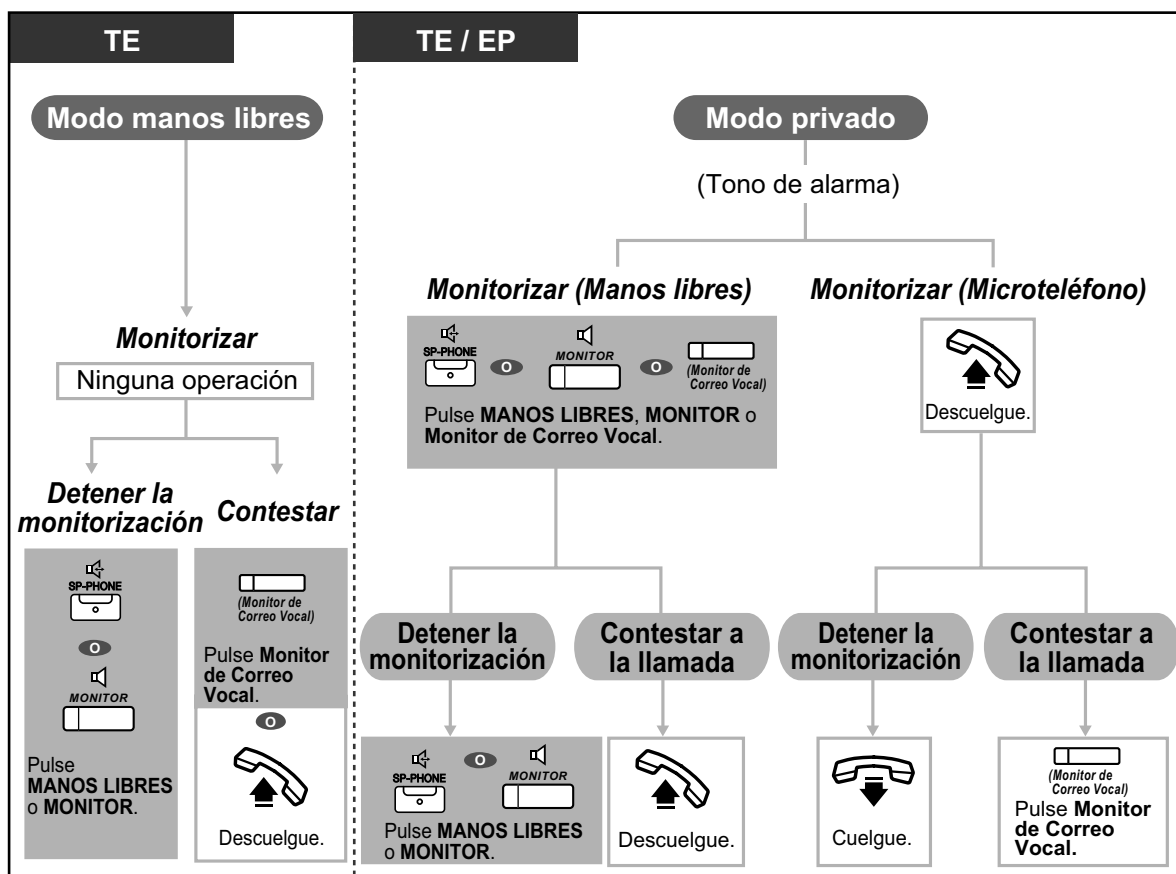 TE
Modo manos libres
Monitorizar
Ninguna operación
Detener la
monitorización
Contestar
SP-PHONE
O
MONITOR
Pulse
MANOS LIBRES
o MONITOR.
(Monitor de
Correo Vocal)
Pulse Monitor
de Correo
Vocal.
O
Descuelgue.
TE / EP
Modo privado
(Tono de alarma)
Monitorizar (Manos libres)
SP-PHONE
O
MONITOR
O
(Monitor de
Correo Vocal)
Pulse MANOS LIBRES, MONITOR o
Monitor de Correo Vocal.
Detener la
monitorización
SP-PHONE
O
MONITOR
Pulse MANOS LIBRES
o MONITOR.
Contestar a
la llamada
Descuelgue.
Monitorizar (Microteléfono)
Descuelgue.
Detener la
monitorización
Cuelgue.
Contestar a
la llamada
(Monitor de
Correo Vocal)
Pulse Monitor
de Correo
Vocal.